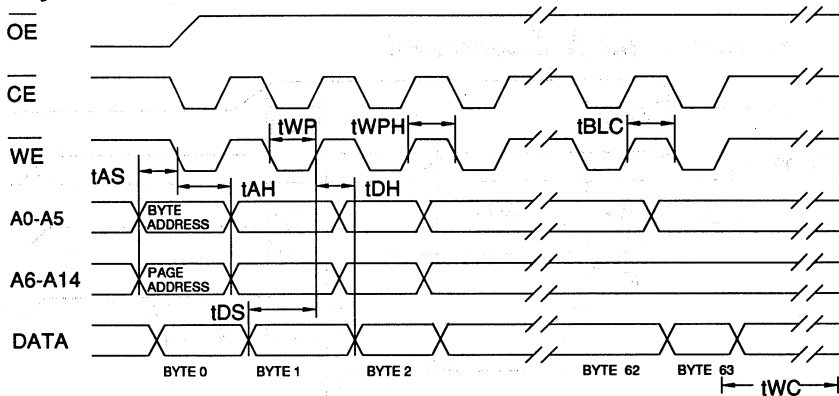 OE
CE
tWP tWPH tBLC
WE
tAS tAH tDH
A0-A5 BYTE ADDRESS
A6-A14 PAGE ADDRESS
tDS
DATA
BYTE 0 BYTE 1 BYTE 2 BYTE 62 BYTE 63
tWC